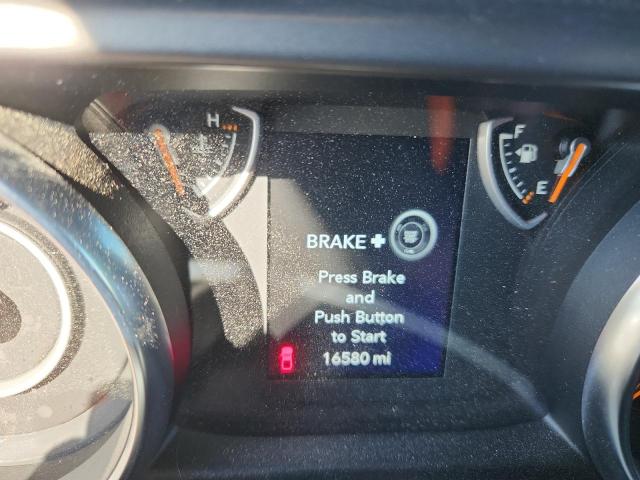 H
F
E
BRAKE +
Press Brake
and
Push Button
to Start
16580 mi